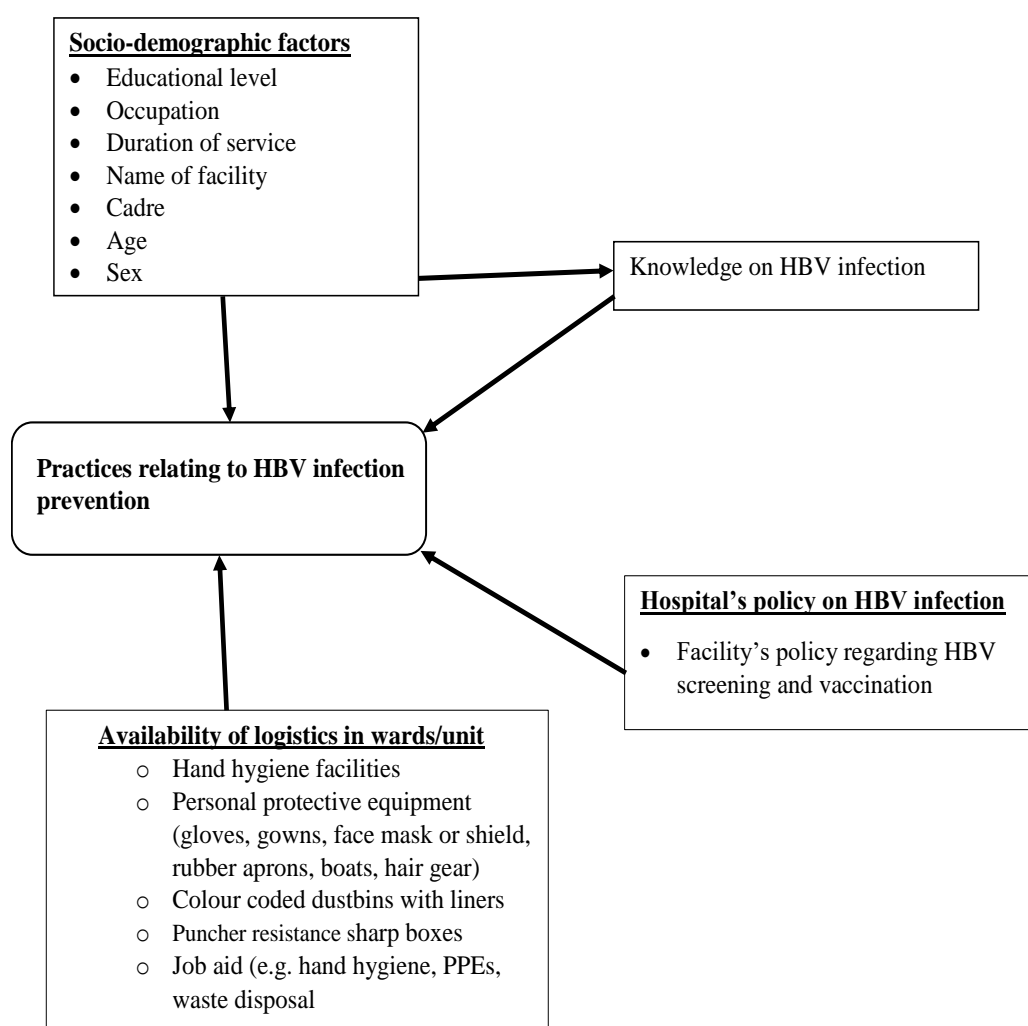 Socio-demographic factors
• Educational level
• Occupation
• Duration of service
• Name of facility
• Cadre
• Age
• Sex
Knowledge on HBV infection
Practices relating to HBV infection
prevention
Hospital’s policy on HBV infection
• Facility’s policy regarding HBV
screening and vaccination
Availability of logistics in wards/unit
o Hand hygiene facilities
o Personal protective equipment
(gloves, gowns, face mask or shield,
rubber aprons, boats, hair gear)
o Colour coded dustbins with liners
o Puncher resistance sharp boxes
o Job aid (e.g. hand hygiene, PPEs,
waste disposal